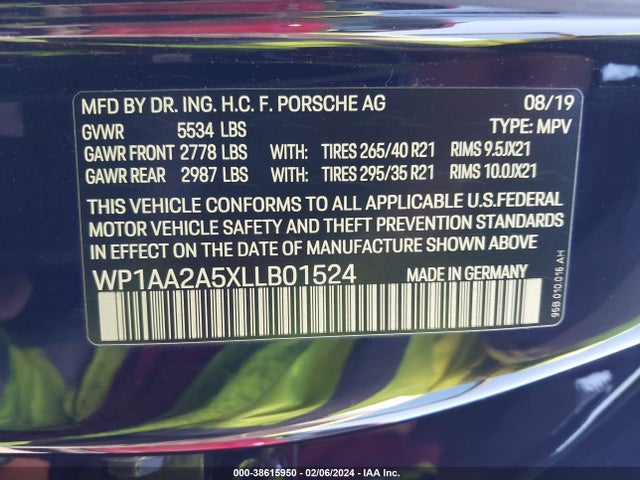 MFD BY DR. ING. H.C. F. PORSCHE AG 08/19
GVWR 5534 LBS TYPE: MPV
GAWR FRONT 2778 LBS WITH: TIRES 265/40 R21 RIMS 9.5JX21
GAWR REAR 2987 LBS WITH: TIRES 295/35 R21 RIMS 10.0JX21
THIS VEHICLE CONFORMS TO ALL APPLICABLE U.S.FEDERAL
MOTOR VEHICLE SAFETY AND THEFT PREVENTION STANDARDS
IN EFFECT ON THE DATE OF MANUFACTURE SHOWN ABOVE
WP1AA2A5XLLB01524 MADE IN GERMANY
95B.010.016 AH
000-38615950 | 02/06/2024 | IAA Inc.